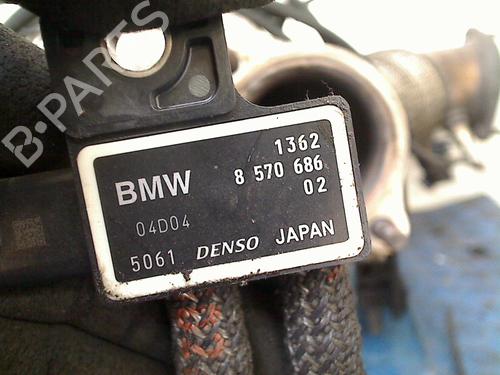 B-PARTS
1362
BMW 8 570 686
02
04D04
5061 DENSO JAPAN